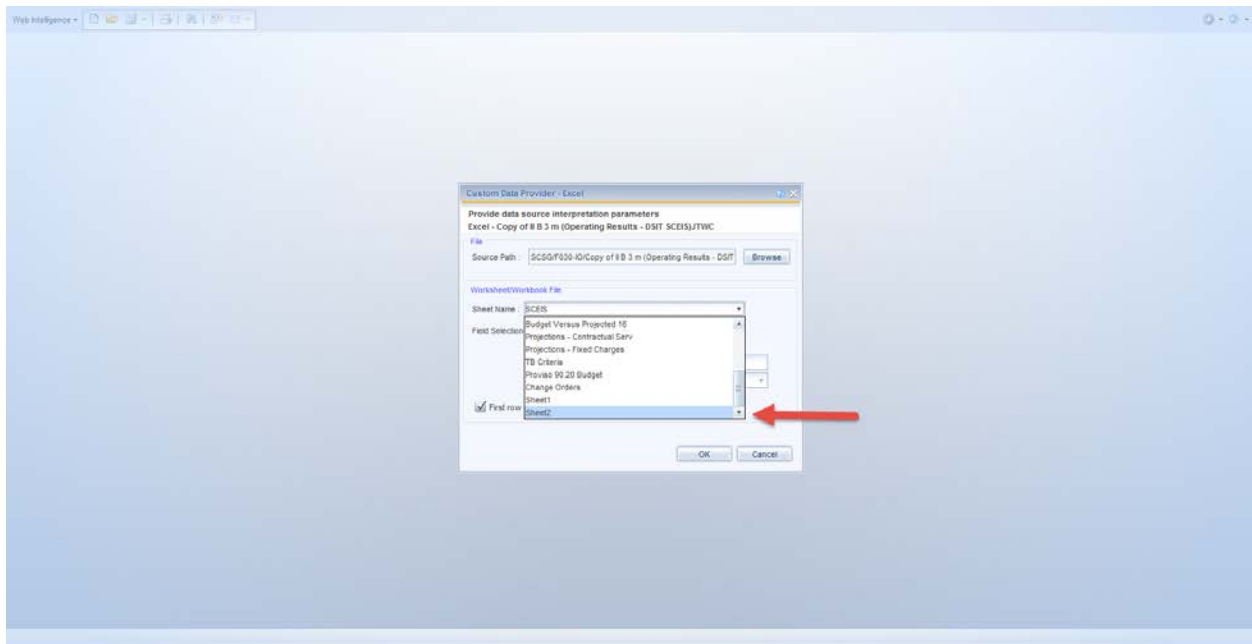 Web Intelligence
Custom Data Provider - Excel
Provide data source interpretation parameters
Excel - Copy of II B 3 m (Operating Results - DSIT SCEIS)JTWC
File
Source Path : SCSG/F030-IO/Copy of II B 3 m (Operating Results - DSIT Browse
Worksheet/Workbook File
Sheet Name : SCEIS
Field Selection
Budget Versus Projected 16
Projections - Contractual Serv
Projections - Fixed Charges
TB Criteria
Proviso 90.20 Budget
Change Orders
Sheet1
First row
Sheet2
OK Cancel